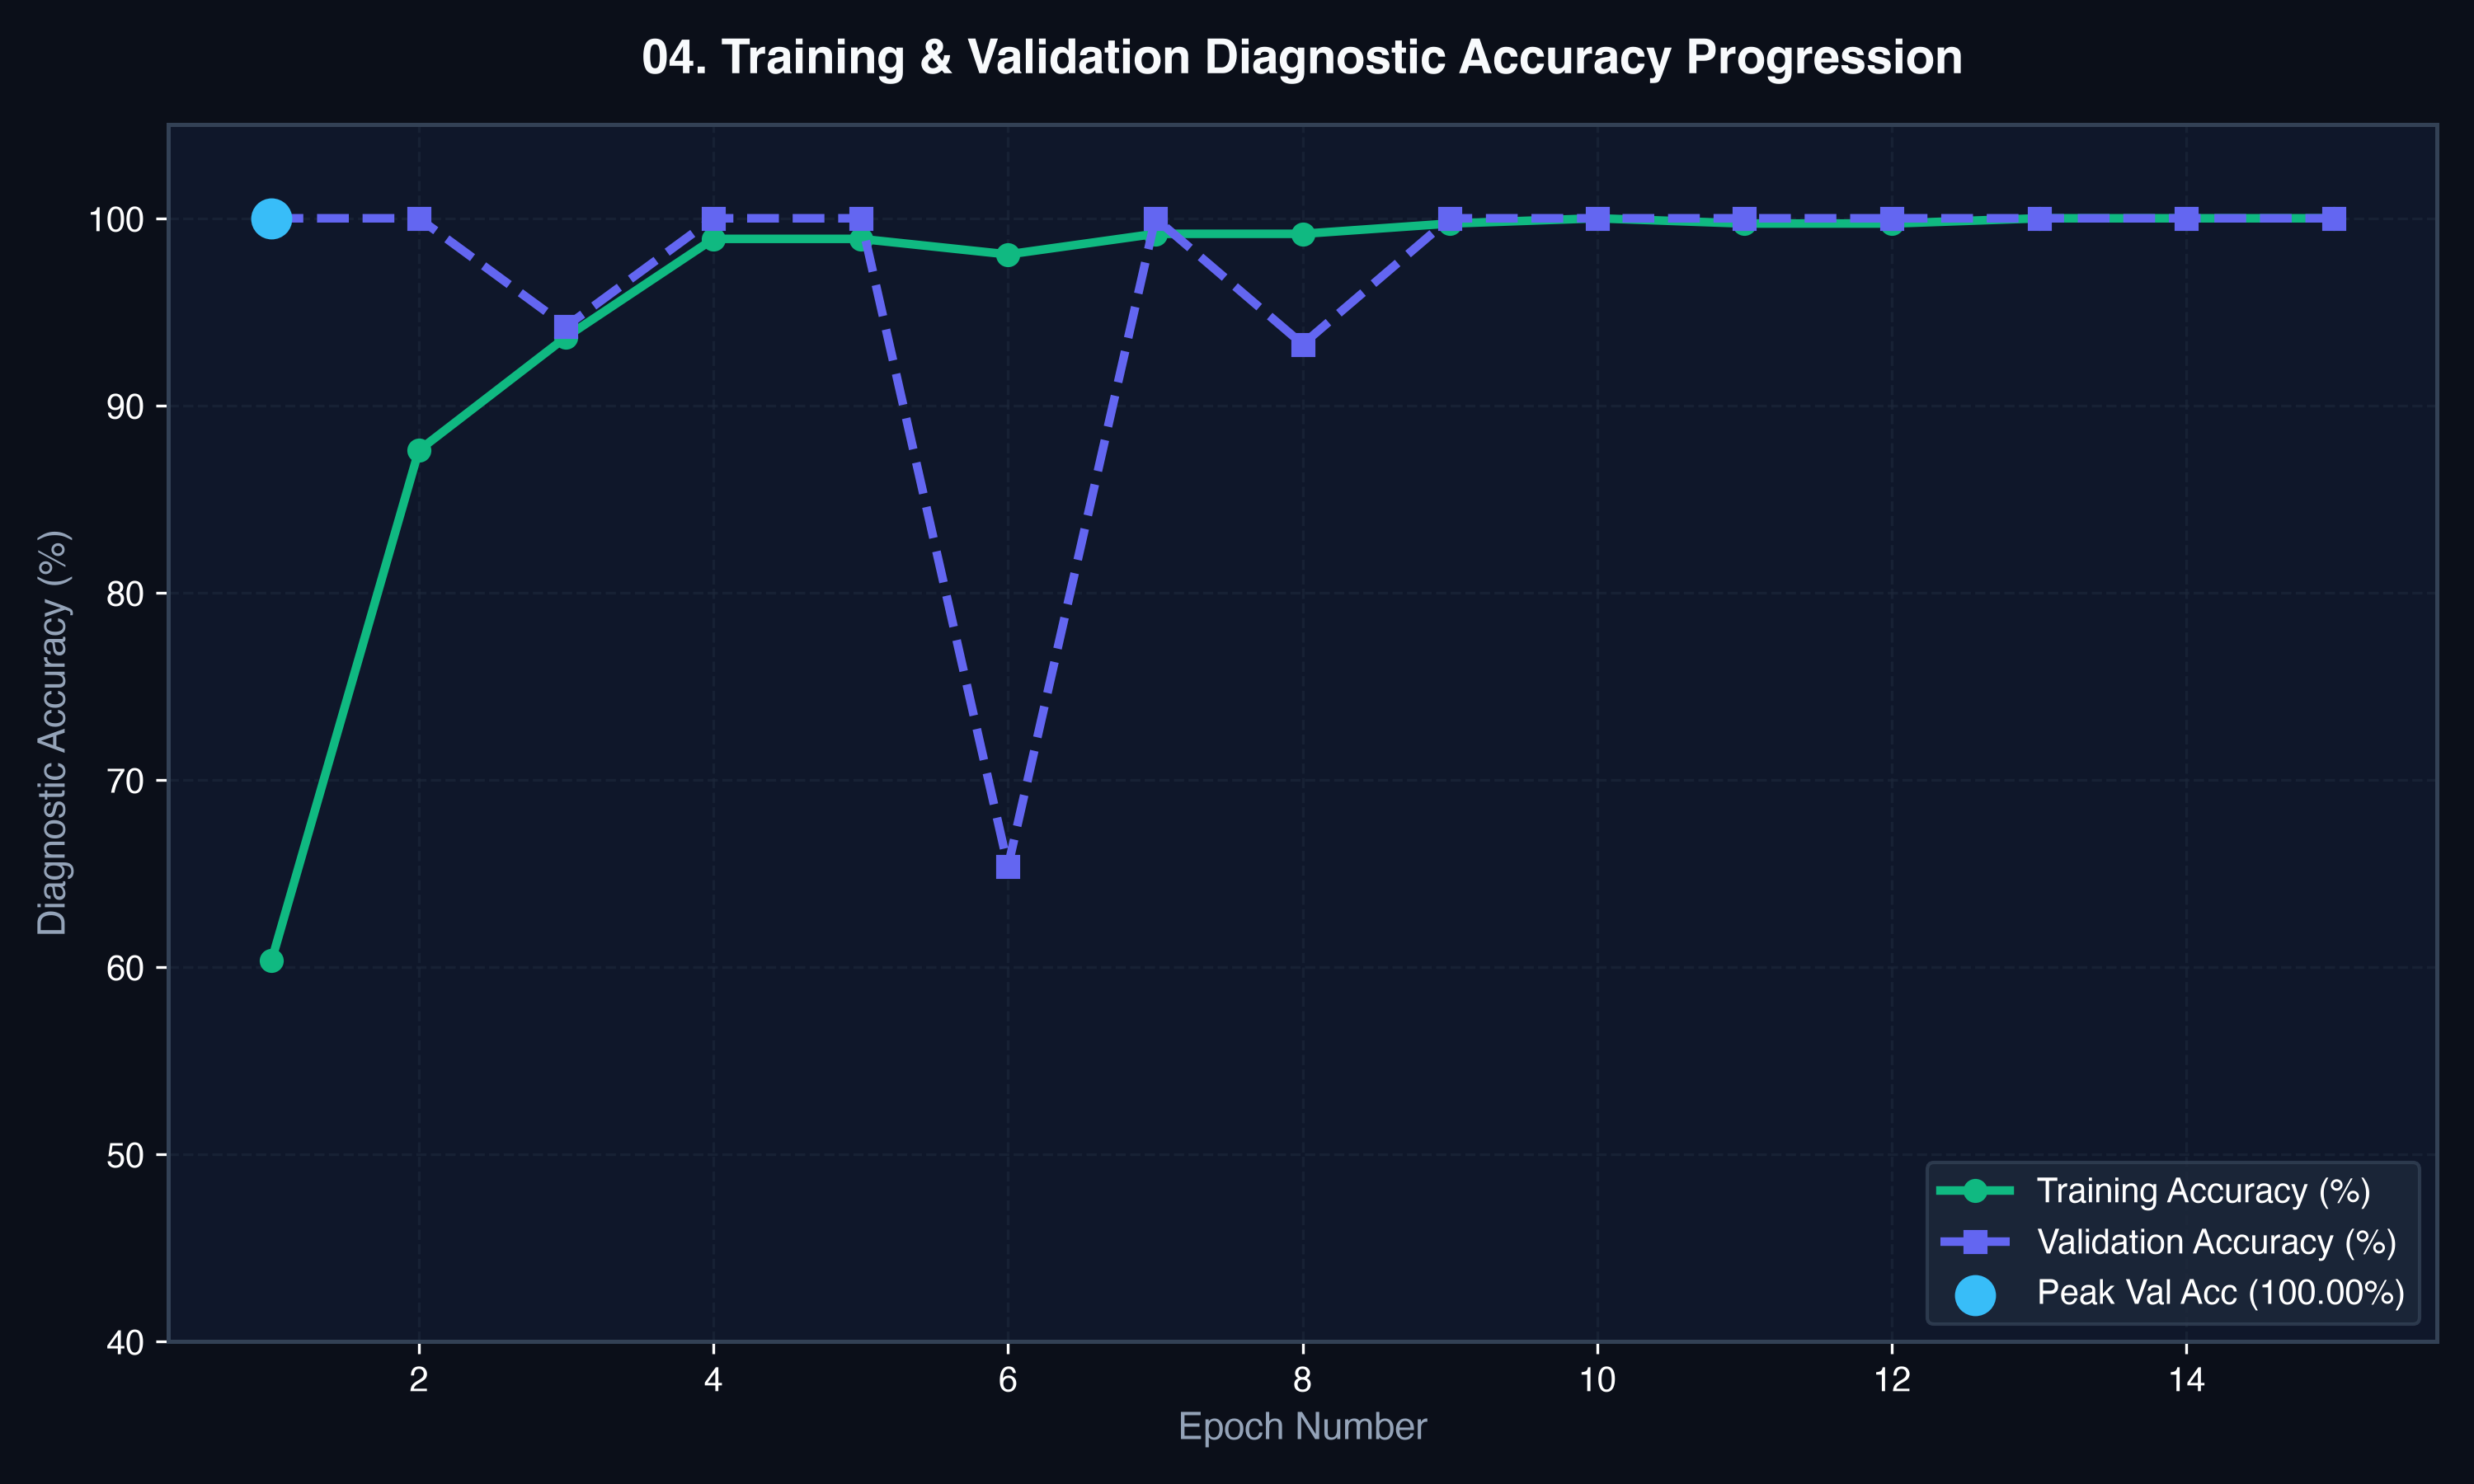 04. Training & Validation Diagnostic Accuracy Progression
Diagnostic Accuracy (%)
100
90
80
70
60
50
40
2
4
6
8
10
12
14
Epoch Number
Training Accuracy (%)
Validation Accuracy (%)
Peak Val Acc (100.00%)